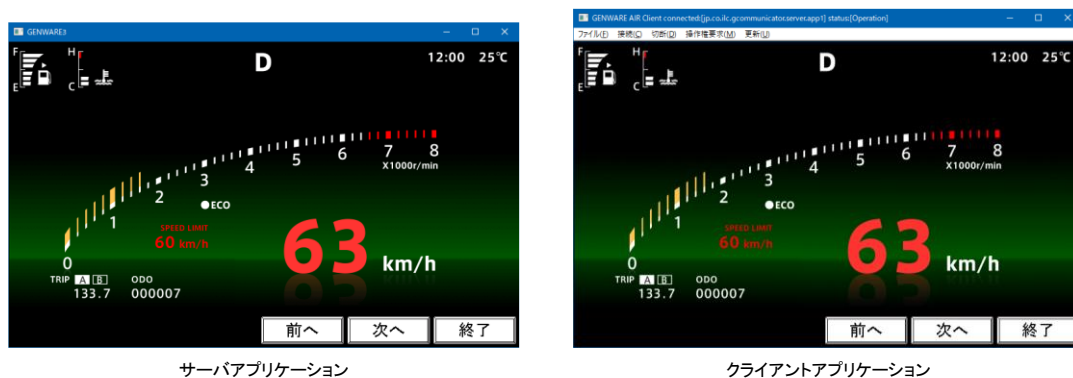 GENWARE3
F
E
H
C
D
12:00 25℃
0
1
2
3
4
5
6
7
8
X1000r/min
ECO
SPEED LIMIT
60 km/h
63 km/h
TRIP A B
133.7
ODO
000007
前へ
次へ
終了
サーバアプリケーション
GENWARE AIR Client connected:[jp.co.ilc.gcommunicator.server.app1] status:[Operation]
ファイル(F) 接続(C) 切断(D) 操作権要求(M) 更新(U)
F
E
H
C
D
12:00 25℃
0
1
2
3
4
5
6
7
8
X1000r/min
ECO
SPEED LIMIT
60 km/h
63 km/h
TRIP A B
133.7
ODO
000007
前へ
次へ
終了
クライアントアプリケーション